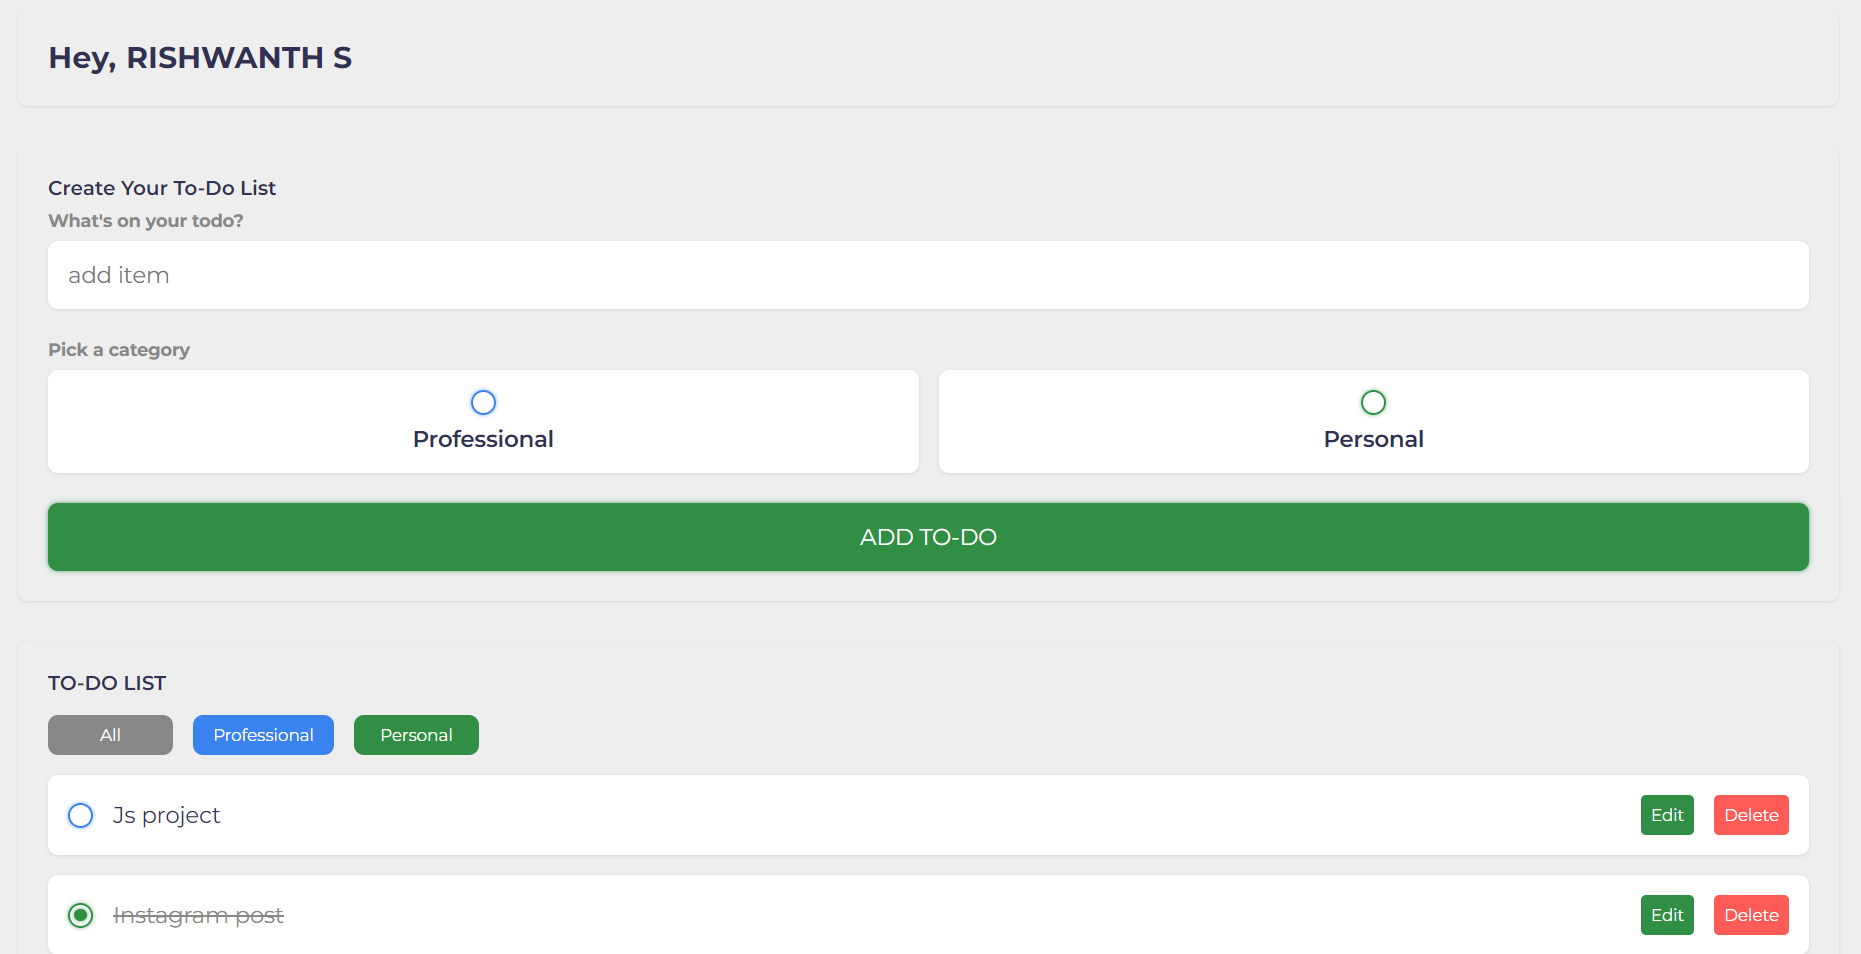 Hey, RISHWANTH S
Create Your To-Do List
What's on your todo?
add item
Pick a category
Professional
Personal
ADD TO-DO
TO-DO LIST
All Professional Personal
Js project Edit Delete
Instagram post Edit Delete